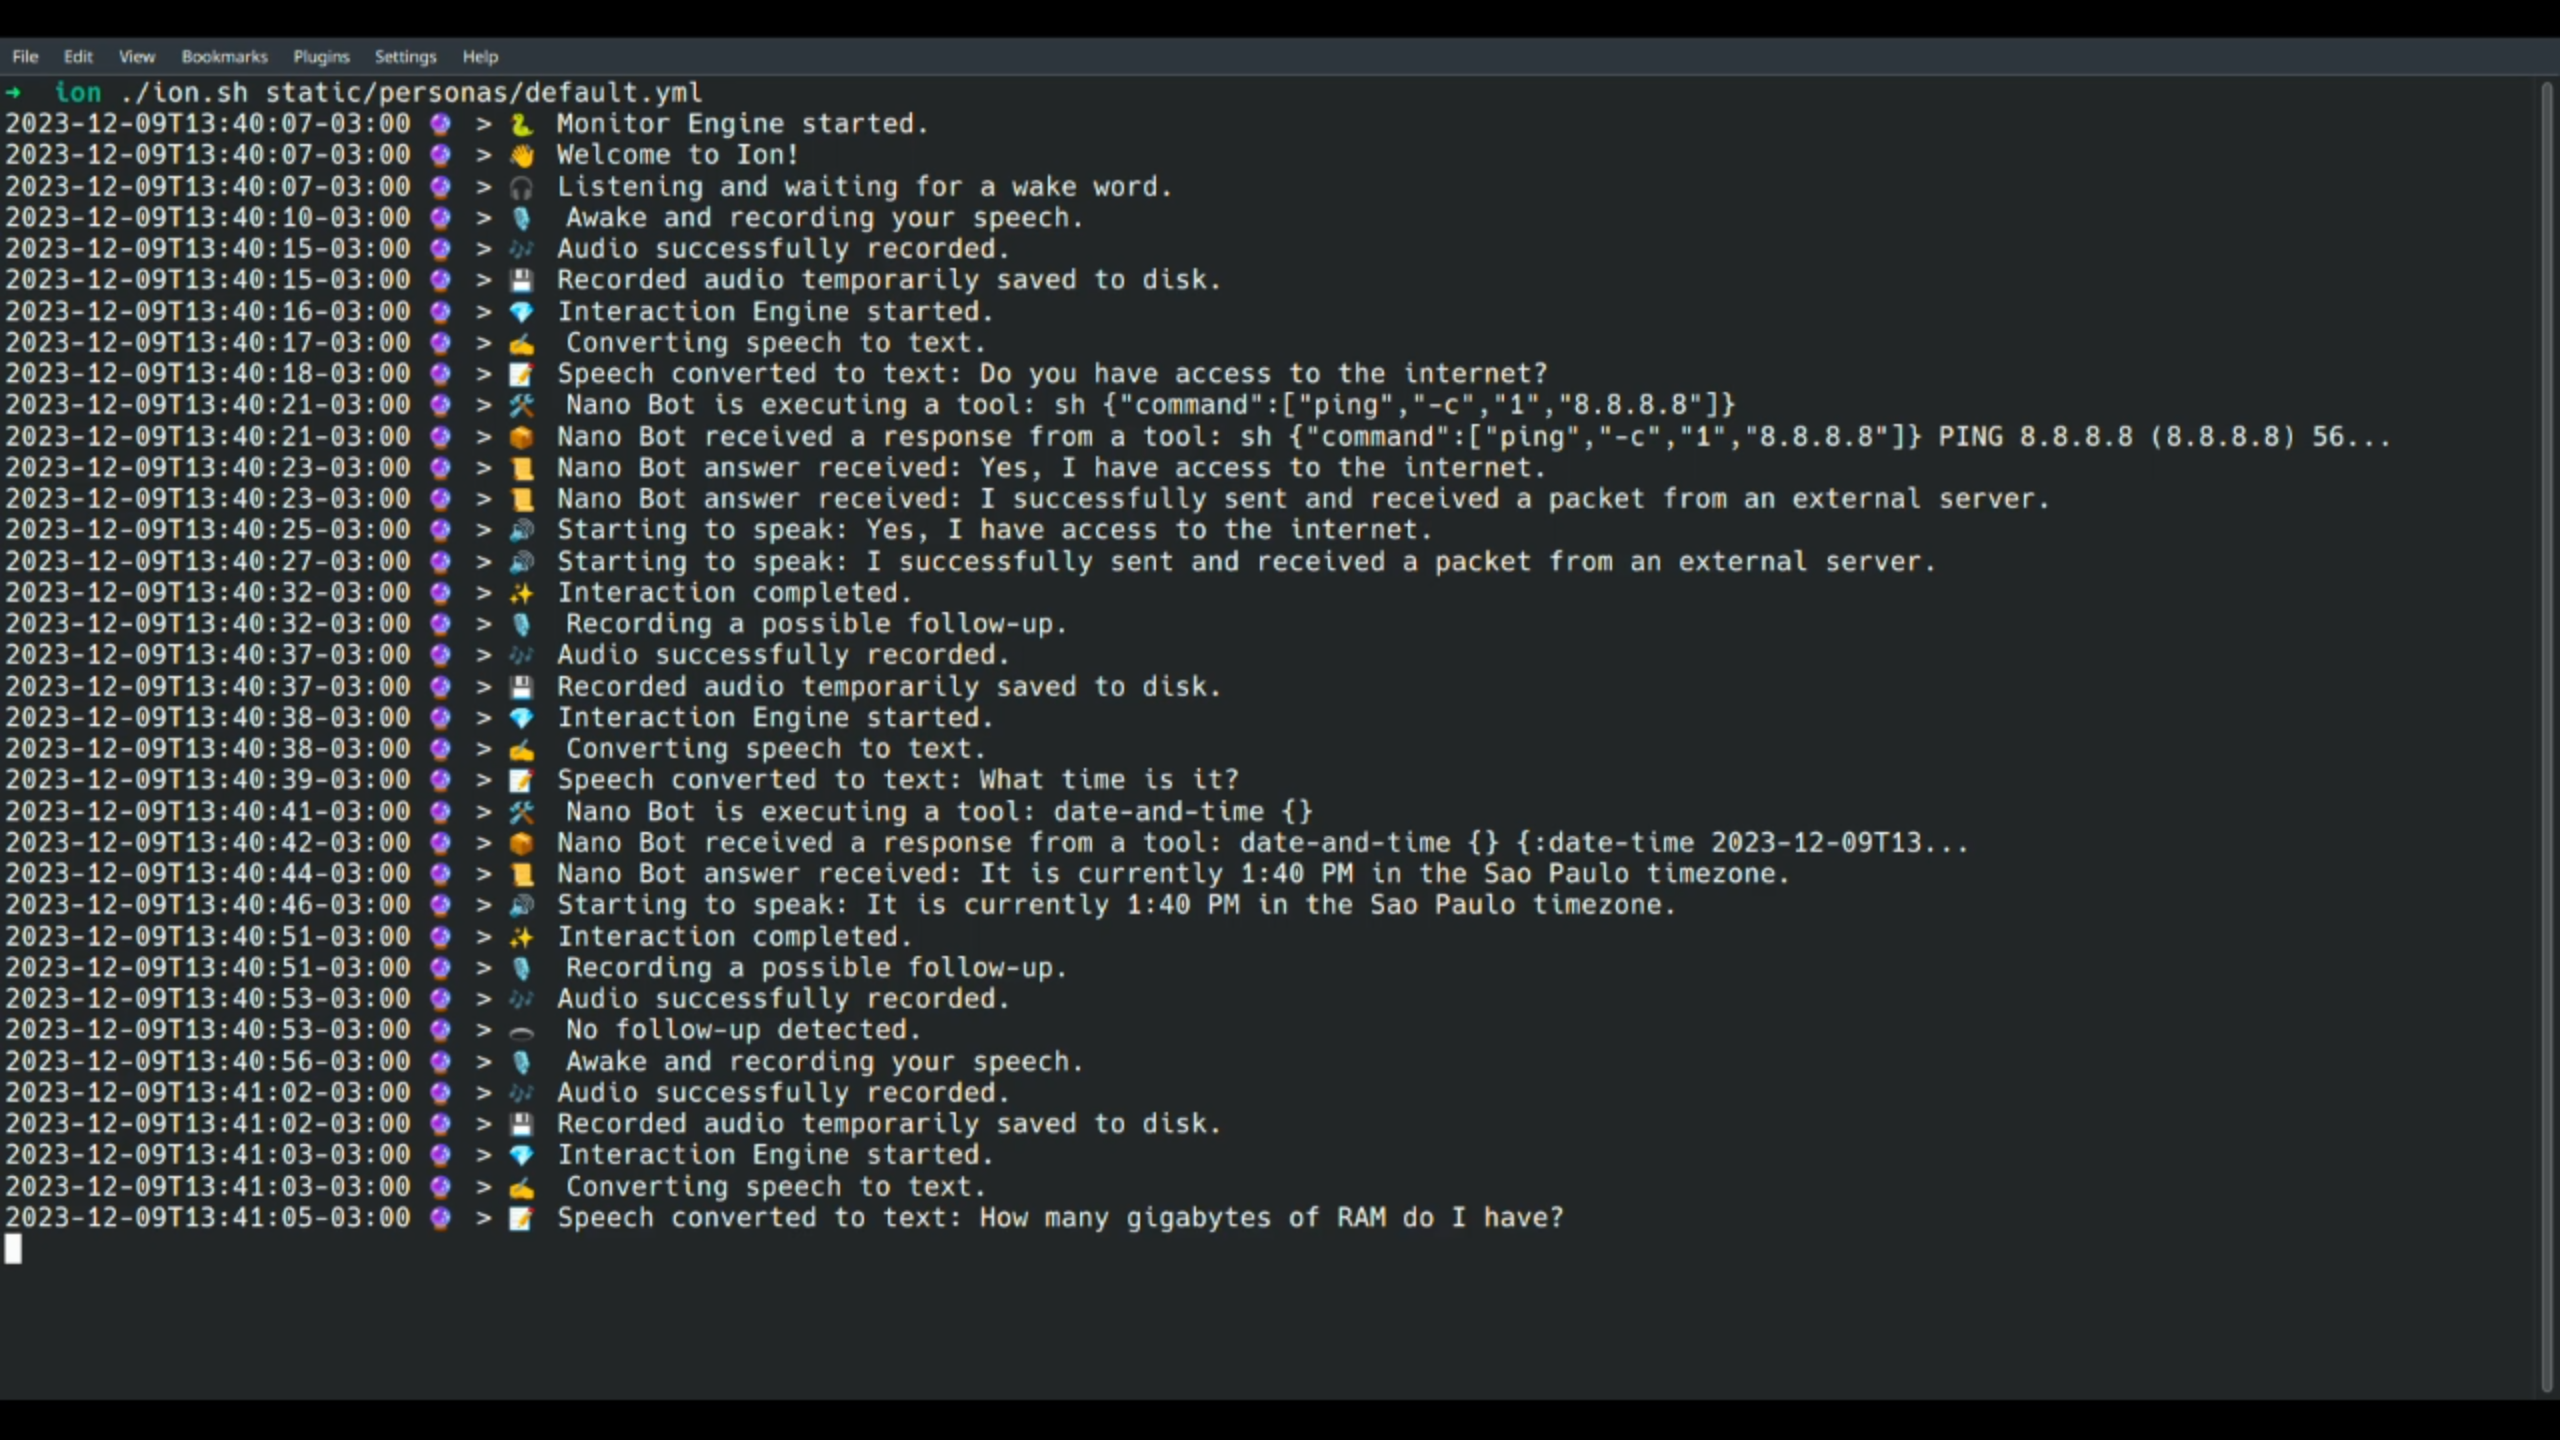 File Edit View Bookmarks Plugins Settings Help
→ ion ./ion.sh static/personas/default.yml
2023-12-09T13:40:07-03:00 🔮 > 🐍 Monitor Engine started.
2023-12-09T13:40:07-03:00 🔮 > 👋 Welcome to Ion!
2023-12-09T13:40:07-03:00 🔮 > 🎧 Listening and waiting for a wake word.
2023-12-09T13:40:10-03:00 🔮 > 🎙️ Awake and recording your speech.
2023-12-09T13:40:15-03:00 🔮 > 🎶 Audio successfully recorded.
2023-12-09T13:40:15-03:00 🔮 > 💾 Recorded audio temporarily saved to disk.
2023-12-09T13:40:16-03:00 🔮 > 💎 Interaction Engine started.
2023-12-09T13:40:17-03:00 🔮 > ✍️ Converting speech to text.
2023-12-09T13:40:18-03:00 🔮 > 📝 Speech converted to text: Do you have access to the internet?
2023-12-09T13:40:21-03:00 🔮 > 🛠️ Nano Bot is executing a tool: sh {"command":["ping","-c","1","8.8.8.8"]}
2023-12-09T13:40:21-03:00 🔮 > 📦 Nano Bot received a response from a tool: sh {"command":["ping","-c","1","8.8.8.8"]} PING 8.8.8.8 (8.8.8.8) 56...
2023-12-09T13:40:23-03:00 🔮 > 📜 Nano Bot answer received: Yes, I have access to the internet.
2023-12-09T13:40:23-03:00 🔮 > 📜 Nano Bot answer received: I successfully sent and received a packet from an external server.
2023-12-09T13:40:25-03:00 🔮 > 🔊 Starting to speak: Yes, I have access to the internet.
2023-12-09T13:40:27-03:00 🔮 > 🔊 Starting to speak: I successfully sent and received a packet from an external server.
2023-12-09T13:40:32-03:00 🔮 > ✨ Interaction completed.
2023-12-09T13:40:32-03:00 🔮 > 🎙️ Recording a possible follow-up.
2023-12-09T13:40:37-03:00 🔮 > 🎶 Audio successfully recorded.
2023-12-09T13:40:37-03:00 🔮 > 💾 Recorded audio temporarily saved to disk.
2023-12-09T13:40:38-03:00 🔮 > 💎 Interaction Engine started.
2023-12-09T13:40:38-03:00 🔮 > ✍️ Converting speech to text.
2023-12-09T13:40:39-03:00 🔮 > 📝 Speech converted to text: What time is it?
2023-12-09T13:40:41-03:00 🔮 > 🛠️ Nano Bot is executing a tool: date-and-time {}
2023-12-09T13:40:42-03:00 🔮 > 📦 Nano Bot received a response from a tool: date-and-time {} {:date-time 2023-12-09T13...
2023-12-09T13:40:44-03:00 🔮 > 📜 Nano Bot answer received: It is currently 1:40 PM in the Sao Paulo timezone.
2023-12-09T13:40:46-03:00 🔮 > 🔊 Starting to speak: It is currently 1:40 PM in the Sao Paulo timezone.
2023-12-09T13:40:51-03:00 🔮 > ✨ Interaction completed.
2023-12-09T13:40:51-03:00 🔮 > 🎙️ Recording a possible follow-up.
2023-12-09T13:40:53-03:00 🔮 > 🎶 Audio successfully recorded.
2023-12-09T13:40:53-03:00 🔮 > 🕳️ No follow-up detected.
2023-12-09T13:40:56-03:00 🔮 > 🎙️ Awake and recording your speech.
2023-12-09T13:41:02-03:00 🔮 > 🎶 Audio successfully recorded.
2023-12-09T13:41:02-03:00 🔮 > 💾 Recorded audio temporarily saved to disk.
2023-12-09T13:41:03-03:00 🔮 > 💎 Interaction Engine started.
2023-12-09T13:41:03-03:00 🔮 > ✍️ Converting speech to text.
2023-12-09T13:41:05-03:00 🔮 > 📝 Speech converted to text: How many gigabytes of RAM do I have?